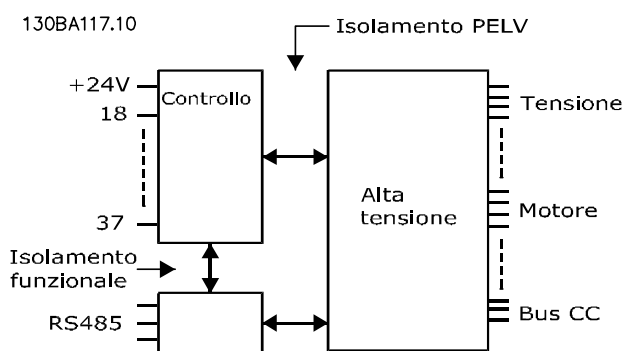 130BA117.10
Isolamento PELV
+24V
Controllo
18
Tensione
Alta
tensione
Motore
37
Isolamento
funzionale
RS485
Bus CC